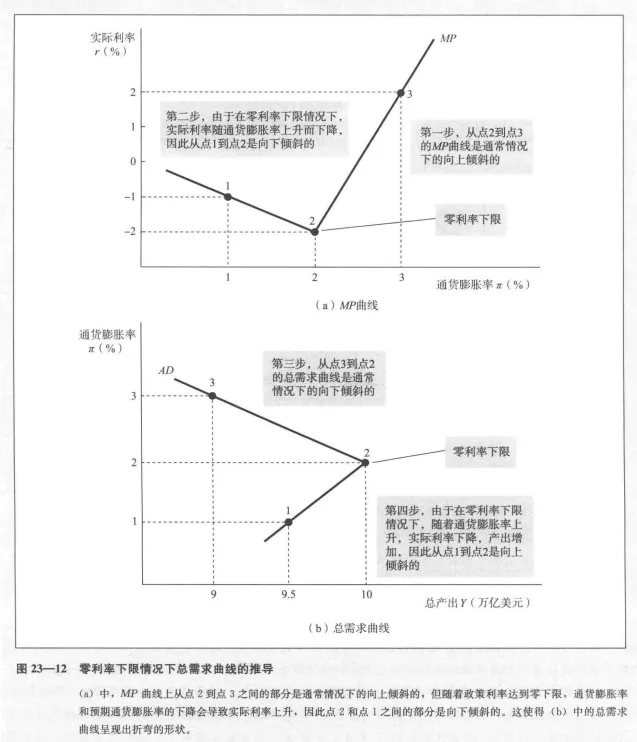 实际利率
r（%）
MP
2
3
第二步，由于在零利率下限情况下，
实际利率随通货膨胀率上升而下降，
因此从点1到点2是向下倾斜的
1
第一步，从点2到点3
的MP曲线是通常情况
下的向上倾斜的
0
1
−1
2
零利率下限
−2
1
2
3
通货膨胀率 π（%）
（a）MP曲线
通货膨胀率
π（%）
AD
第三步，从点3到点2
的总需求曲线是通常
情况下的向下倾斜的
3
3
2
零利率下限
2
1
第四步，由于在零利率下限
情况下，随着通货膨胀率上
升，实际利率下降，产出增
加，因此从点1到点2是向上
倾斜的
1
9
9.5
10
总产出Y（万亿美元）
（b）总需求曲线
图 23—12 零利率下限情况下总需求曲线的推导
（a）中，MP 曲线上从点 2 到点 3 之间的部分是通常情况下的向上倾斜的，但随着政策利率达到零下限，通货膨胀率
和预期通货膨胀率的下降会导致实际利率上升，因此点 2 和点 1 之间的部分是向下倾斜的。这使得（b）中的总需求
曲线呈现出折弯的形状。